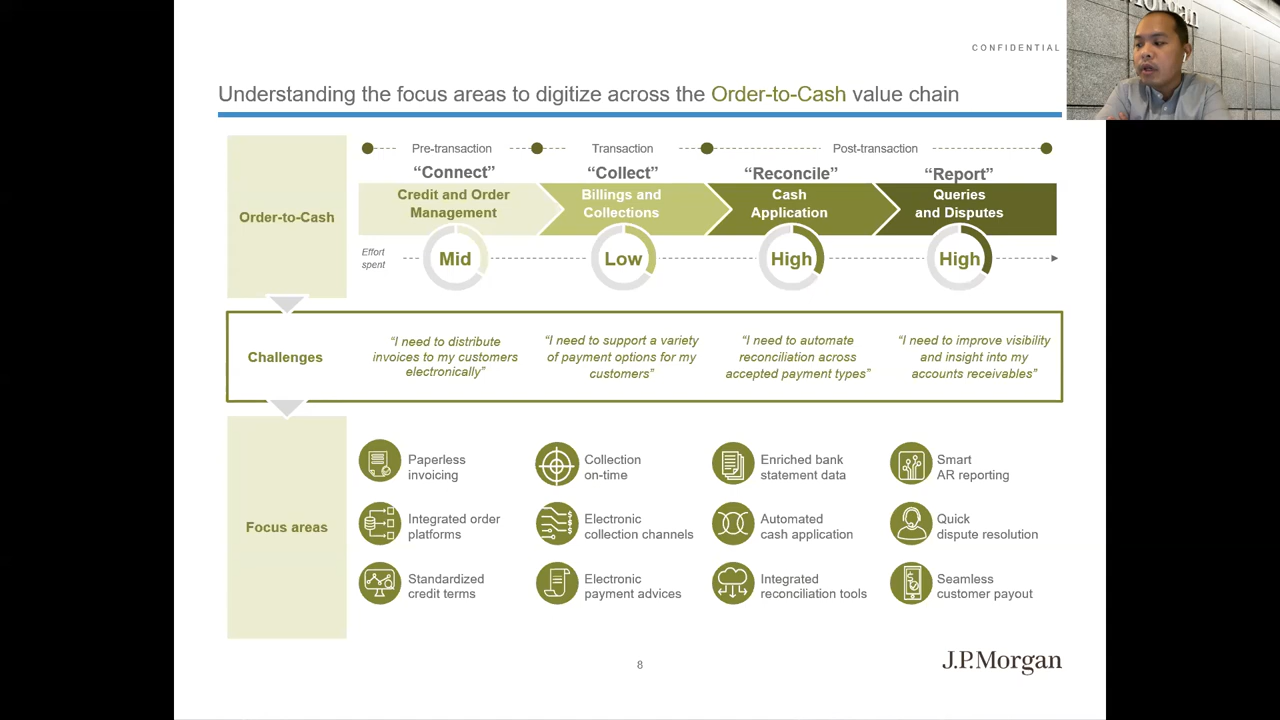 CONFIDENTIAL
Understanding the focus areas to digitize across the Order-to-Cash value chain
Pre-transaction
Transaction
Post-transaction
Order-to-Cash
“Connect”
Credit and Order
Management
“Collect”
Billings and
Collections
“Reconcile”
Cash
Application
“Report”
Queries
and Disputes
Effort
spent
Mid
Low
High
High
Challenges
“I need to distribute
invoices to my customers
electronically”
“I need to support a variety
of payment options for my
customers”
“I need to automate
reconciliation across
accepted payment types”
“I need to improve visibility
and insight into my
accounts receivables”
Focus areas
Paperless
invoicing
Integrated order
platforms
Standardized
credit terms
Collection
on-time
Electronic
collection channels
Electronic
payment advices
Enriched bank
statement data
Automated
cash application
Integrated
reconciliation tools
Smart
AR reporting
Quick
dispute resolution
Seamless
customer payout
8
J.P.Morgan